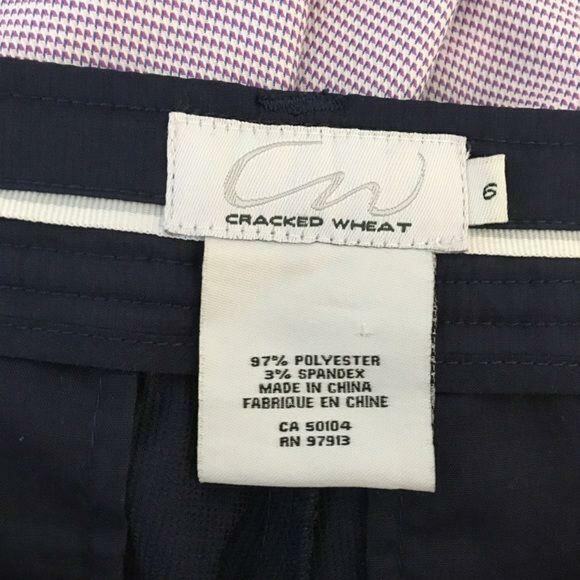 CW
CRACKED WHEAT
6
97% POLYESTER
3% SPANDEX
MADE IN CHINA
FABRIQUE EN CHINE
CA 50104
RN 97913